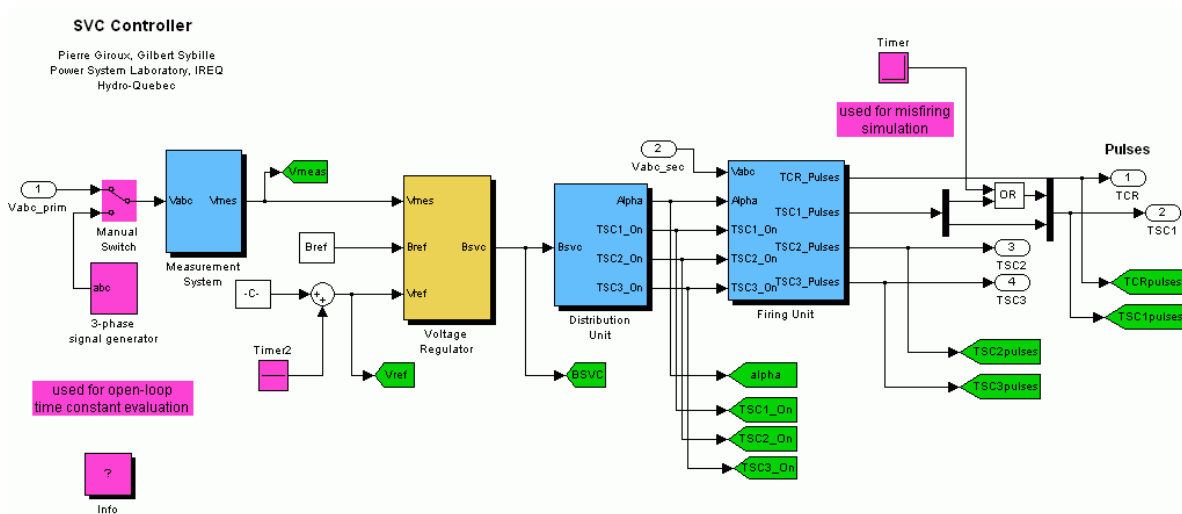 SVC Controller
Pierre Giroux, Gilbert Sybille
Power System Laboratory, IREQ
Hydro-Quebec
Timer
used for misfiring
simulation
Pulses
1
Vabc_prim
Manual
Switch
abc
3-phase
signal generator
Vabc
Vmes
Measurement
System
Vmeas
Bref
-C-
Timer2
Vref
Vmes
Bref
Vref
Bsvc
Voltage
Regulator
BSVC
Bsvc
Alpha
TSC1_On
TSC2_On
TSC3_On
Distribution
Unit
alpha
TSC1_On
TSC2_On
TSC3_On
2
Vabc_sec
Vabc
Alpha
TSC1_On
TSC2_On
TSC3_On
TCR_Pulses
TSC1_Pulses
TSC2_Pulses
TSC3_Pulses
Firing Unit
OR
1
TCR
2
TSC1
3
TSC2
4
TSC3
TCRpulses
TSC1pulses
TSC2pulses
TSC3pulses
used for open-loop
time constant evaluation
?
Info